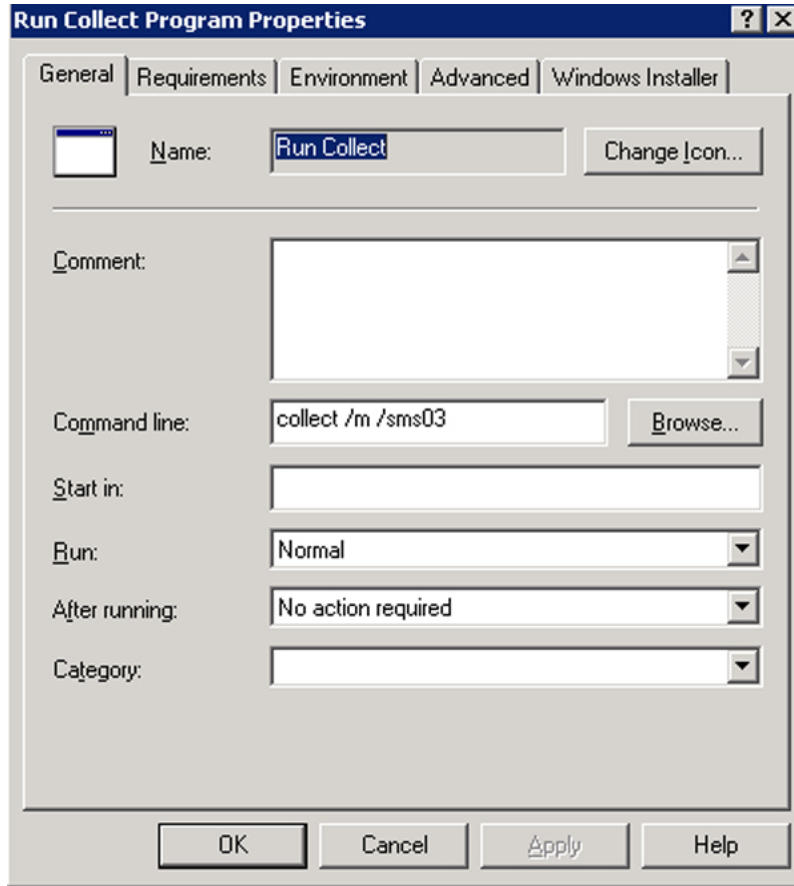 Run Collect Program Properties
General Requirements Environment Advanced Windows Installer
Name: Run Collect Change Icon...
Comment:
Command line: collect /m /sms03 Browse...
Start in:
Run: Normal
After running: No action required
Category:
OK Cancel Apply Help